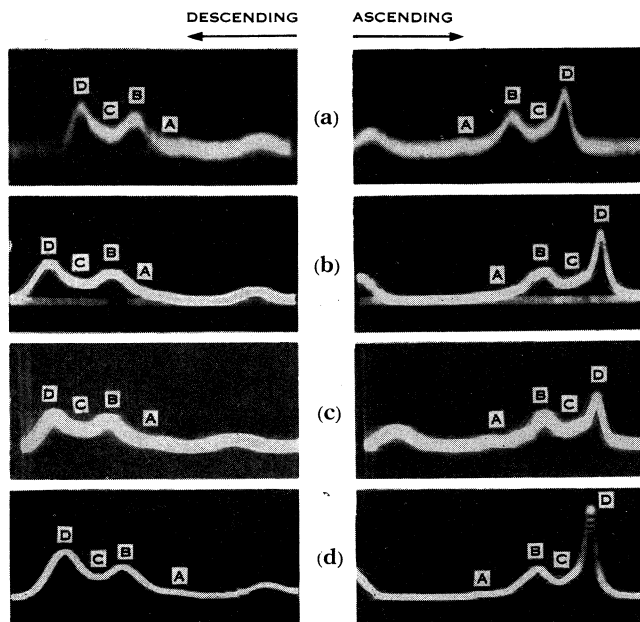 DESCENDING ASCENDING
D C B A (a) A B C D
D C B A (b) A B C D
D C B A (c) A B C D
D C B A (d) A B C D